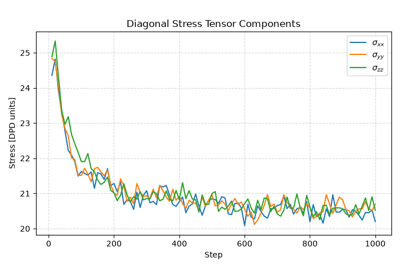 Diagonal Stress Tensor Components
σxx
σyy
σzz
Stress [DPD units]
25
24
23
22
21
20
0
200
400
600
800
1000
Step